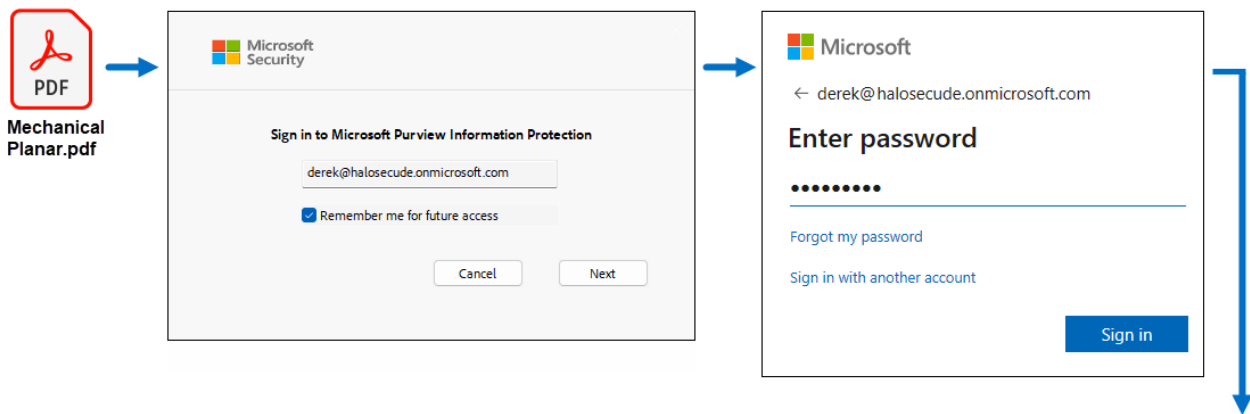 PDF
Mechanical
Planar.pdf
Microsoft
Security
Sign in to Microsoft Purview Information Protection
derek@halosecude.onmicrosoft.com
Remember me for future access
Cancel
Next
Microsoft
← derek@halosecude.onmicrosoft.com
Enter password
•••••••••
Forgot my password
Sign in with another account
Sign in